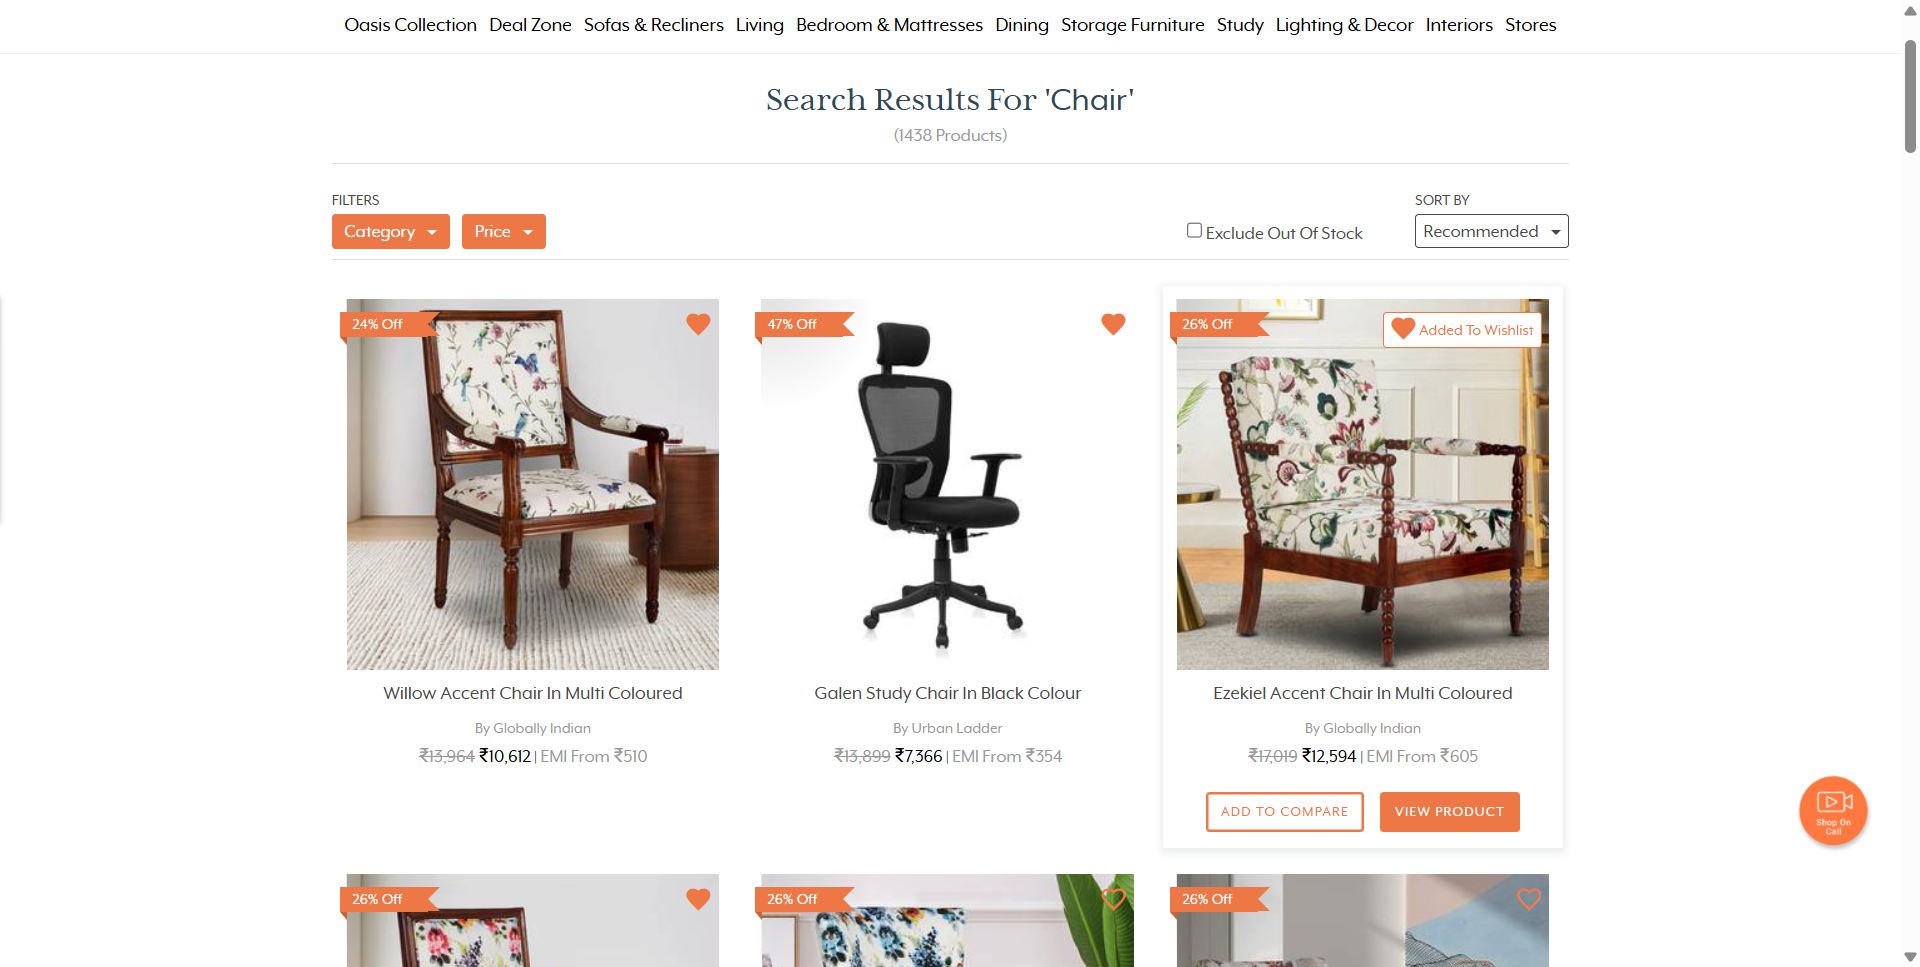 Oasis Collection Deal Zone Sofas & Recliners Living Bedroom & Mattresses Dining Storage Furniture Study Lighting & Decor Interiors Stores
Search Results For 'Chair'
(1438 Products)
FILTERS
SORT BY
Category Price Exclude Out Of Stock Recommended
24% Off
47% Off
26% Off
Added To Wishlist
Willow Accent Chair In Multi Coloured
By Globally Indian
₹13,964 ₹10,612 | EMI From ₹510
Galen Study Chair In Black Colour
By Urban Ladder
₹13,899 ₹7,366 | EMI From ₹354
Ezekiel Accent Chair In Multi Coloured
By Globally Indian
₹17,019 ₹12,594 | EMI From ₹605
ADD TO COMPARE VIEW PRODUCT
Shop On
Call
26% Off
26% Off
26% Off